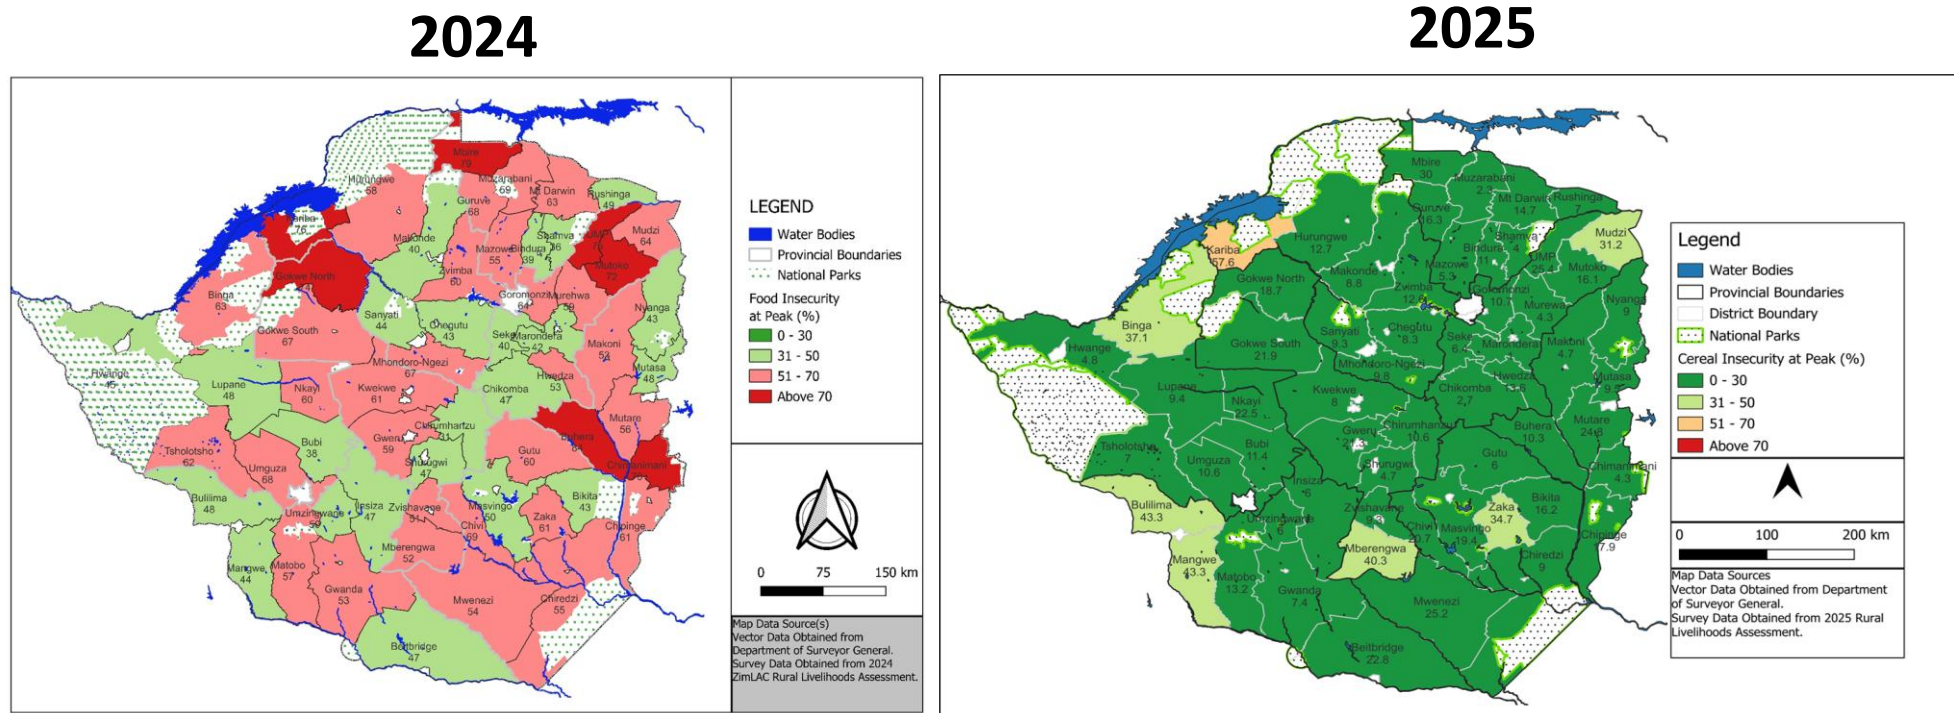 2024
2025
Mbire
79
Hurungwe
58
Muzarabani
69
Mt Darwin
63
Rushinga
49
Guruve
68
Kariba
76
Makonde
40
Mazowe
55
Bindura
39
Shamva
36
UMP
Mudzi
64
Mutoko
72
Zvimba
60
Gokwe North
Binga
63
Goromonzi
64
Murehwa
59
Nyanga
43
Sanyati
44
Chegutu
43
Seke
40
Marondera
42
Makoni
53
Gokwe South
67
Mhondoro-Ngezi
67
Hwange
45
Lupane
48
Nkayi
60
Kwekwe
61
Chikomba
47
Hwedza
53
Mutasa
48
Mutare
56
Buhera
84
Chirumhanzu
Gweru
59
Shurugwi
47
Gutu
60
Chimanimani
Tsholotsho
62
Bubi
38
Umguza
68
Bulilima
48
Umzingwane
59
Insiza
47
Zvishavane
51
Masvingo
50
Chivi
69
Zaka
61
Bikita
43
Chipinge
61
Mberengwa
52
Mangwe
44
Matobo
57
Gwanda
53
Mwenezi
54
Chiredzi
55
Beitbridge
47
LEGEND
Water Bodies
Provincial Boundaries
National Parks
Food Insecurity
at Peak (%)
0 - 30
31 - 50
51 - 70
Above 70
0 75 150 km
Map Data Source(s)
Vector Data Obtained from
Department of Surveyor General.
Survey Data Obtained from 2024
ZimLAC Rural Livelihoods Assessment.
Mbire
30
Muzarabani
2.3
Mt Darwin
14.7
Rushinga
7
Guruve
16.3
Mudzi
31.2
Kariba
57.6
Hurungwe
12.7
Bindura
11
Shamva
4
UMP
25.4
Mutoko
16.1
Makonde
8.8
Mazowe
5.3
Gokwe North
18.7
Zvimba
12.6
Goromonzi
10.7
Murewa
4.3
Nyanga
9
Binga
37.1
Sanyati
9.3
Chegutu
8.3
Seke
6.4
Marondera
Makoni
4.7
Hwange
4.8
Gokwe South
21.9
Mhondoro-Ngezi
9.8
Hwedza
Mutasa
Lupane
9.4
Nkayi
22.5
Kwekwe
8
Chikomba
2.7
Mutare
24.8
Gweru
21.3
Chirumhanzu
10.6
Buhera
10.3
Tsholotsho
7
Umguza
10.6
Bubi
11.4
Shurugwi
4.7
Gutu
6
Chimanimani
4.3
Bulilima
43.3
Insiza
6
Zvishavane
9.3
Bikita
16.2
Zaka
34.7
Umzingwane
6
Chivi
20.7
Masvingo
19.4
Chipinge
17.9
Mangwe
43.3
Mberengwa
40.3
Chiredzi
9
Matobo
13.2
Gwanda
7.4
Mwenezi
25.2
Beitbridge
22.8
Legend
Water Bodies
Provincial Boundaries
District Boundary
National Parks
Cereal Insecurity at Peak (%)
0 - 30
31 - 50
51 - 70
Above 70
0 100 200 km
Map Data Sources
Vector Data Obtained from Department
of Surveyor General.
Survey Data Obtained from 2025 Rural
Livelihoods Assessment.